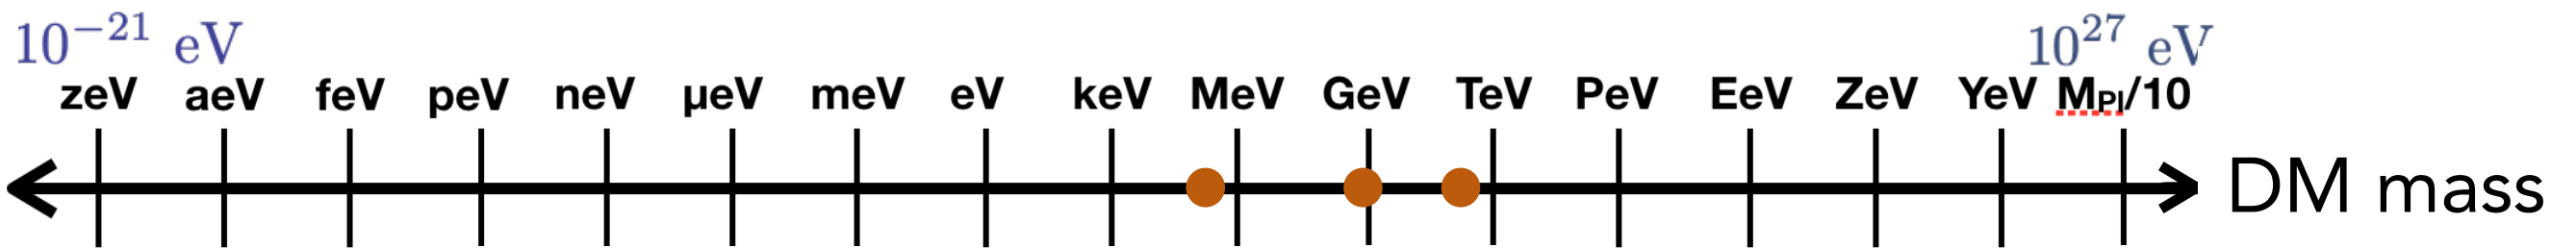 10⁻²¹ eV 10²⁷ eV
zeV aeV feV peV neV µeV meV eV keV MeV GeV TeV PeV EeV ZeV YeV MPl/10
DM mass